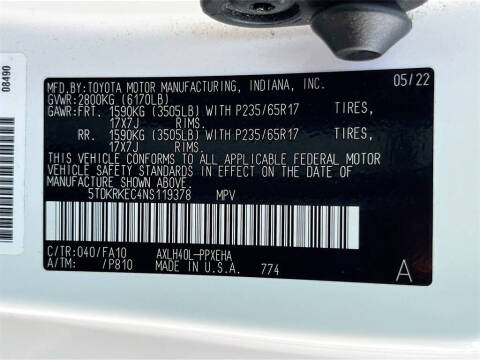 08490
MFD.BY:TOYOTA MOTOR MANUFACTURING, INDIANA, INC. 05/22
GVWR:2800KG (6170LB)
GAWR:FRT. 1590KG (3505LB) WITH P235/65R17 TIRES,
17X7J RIMS.
RR. 1590KG (3505LB) WITH P235/65R17 TIRES,
17X7J RIMS.
THIS VEHICLE CONFORMS TO ALL APPLICABLE FEDERAL MOTOR
VEHICLE SAFETY STANDARDS IN EFFECT ON THE DATE OF
MANUFACTURE SHOWN ABOVE.
5TDKRKEC4NS119378 MPV
C/TR:040/FA10 AXLH40L-PPXEHA
A/TM: /P810 MADE IN U.S.A. 774 A